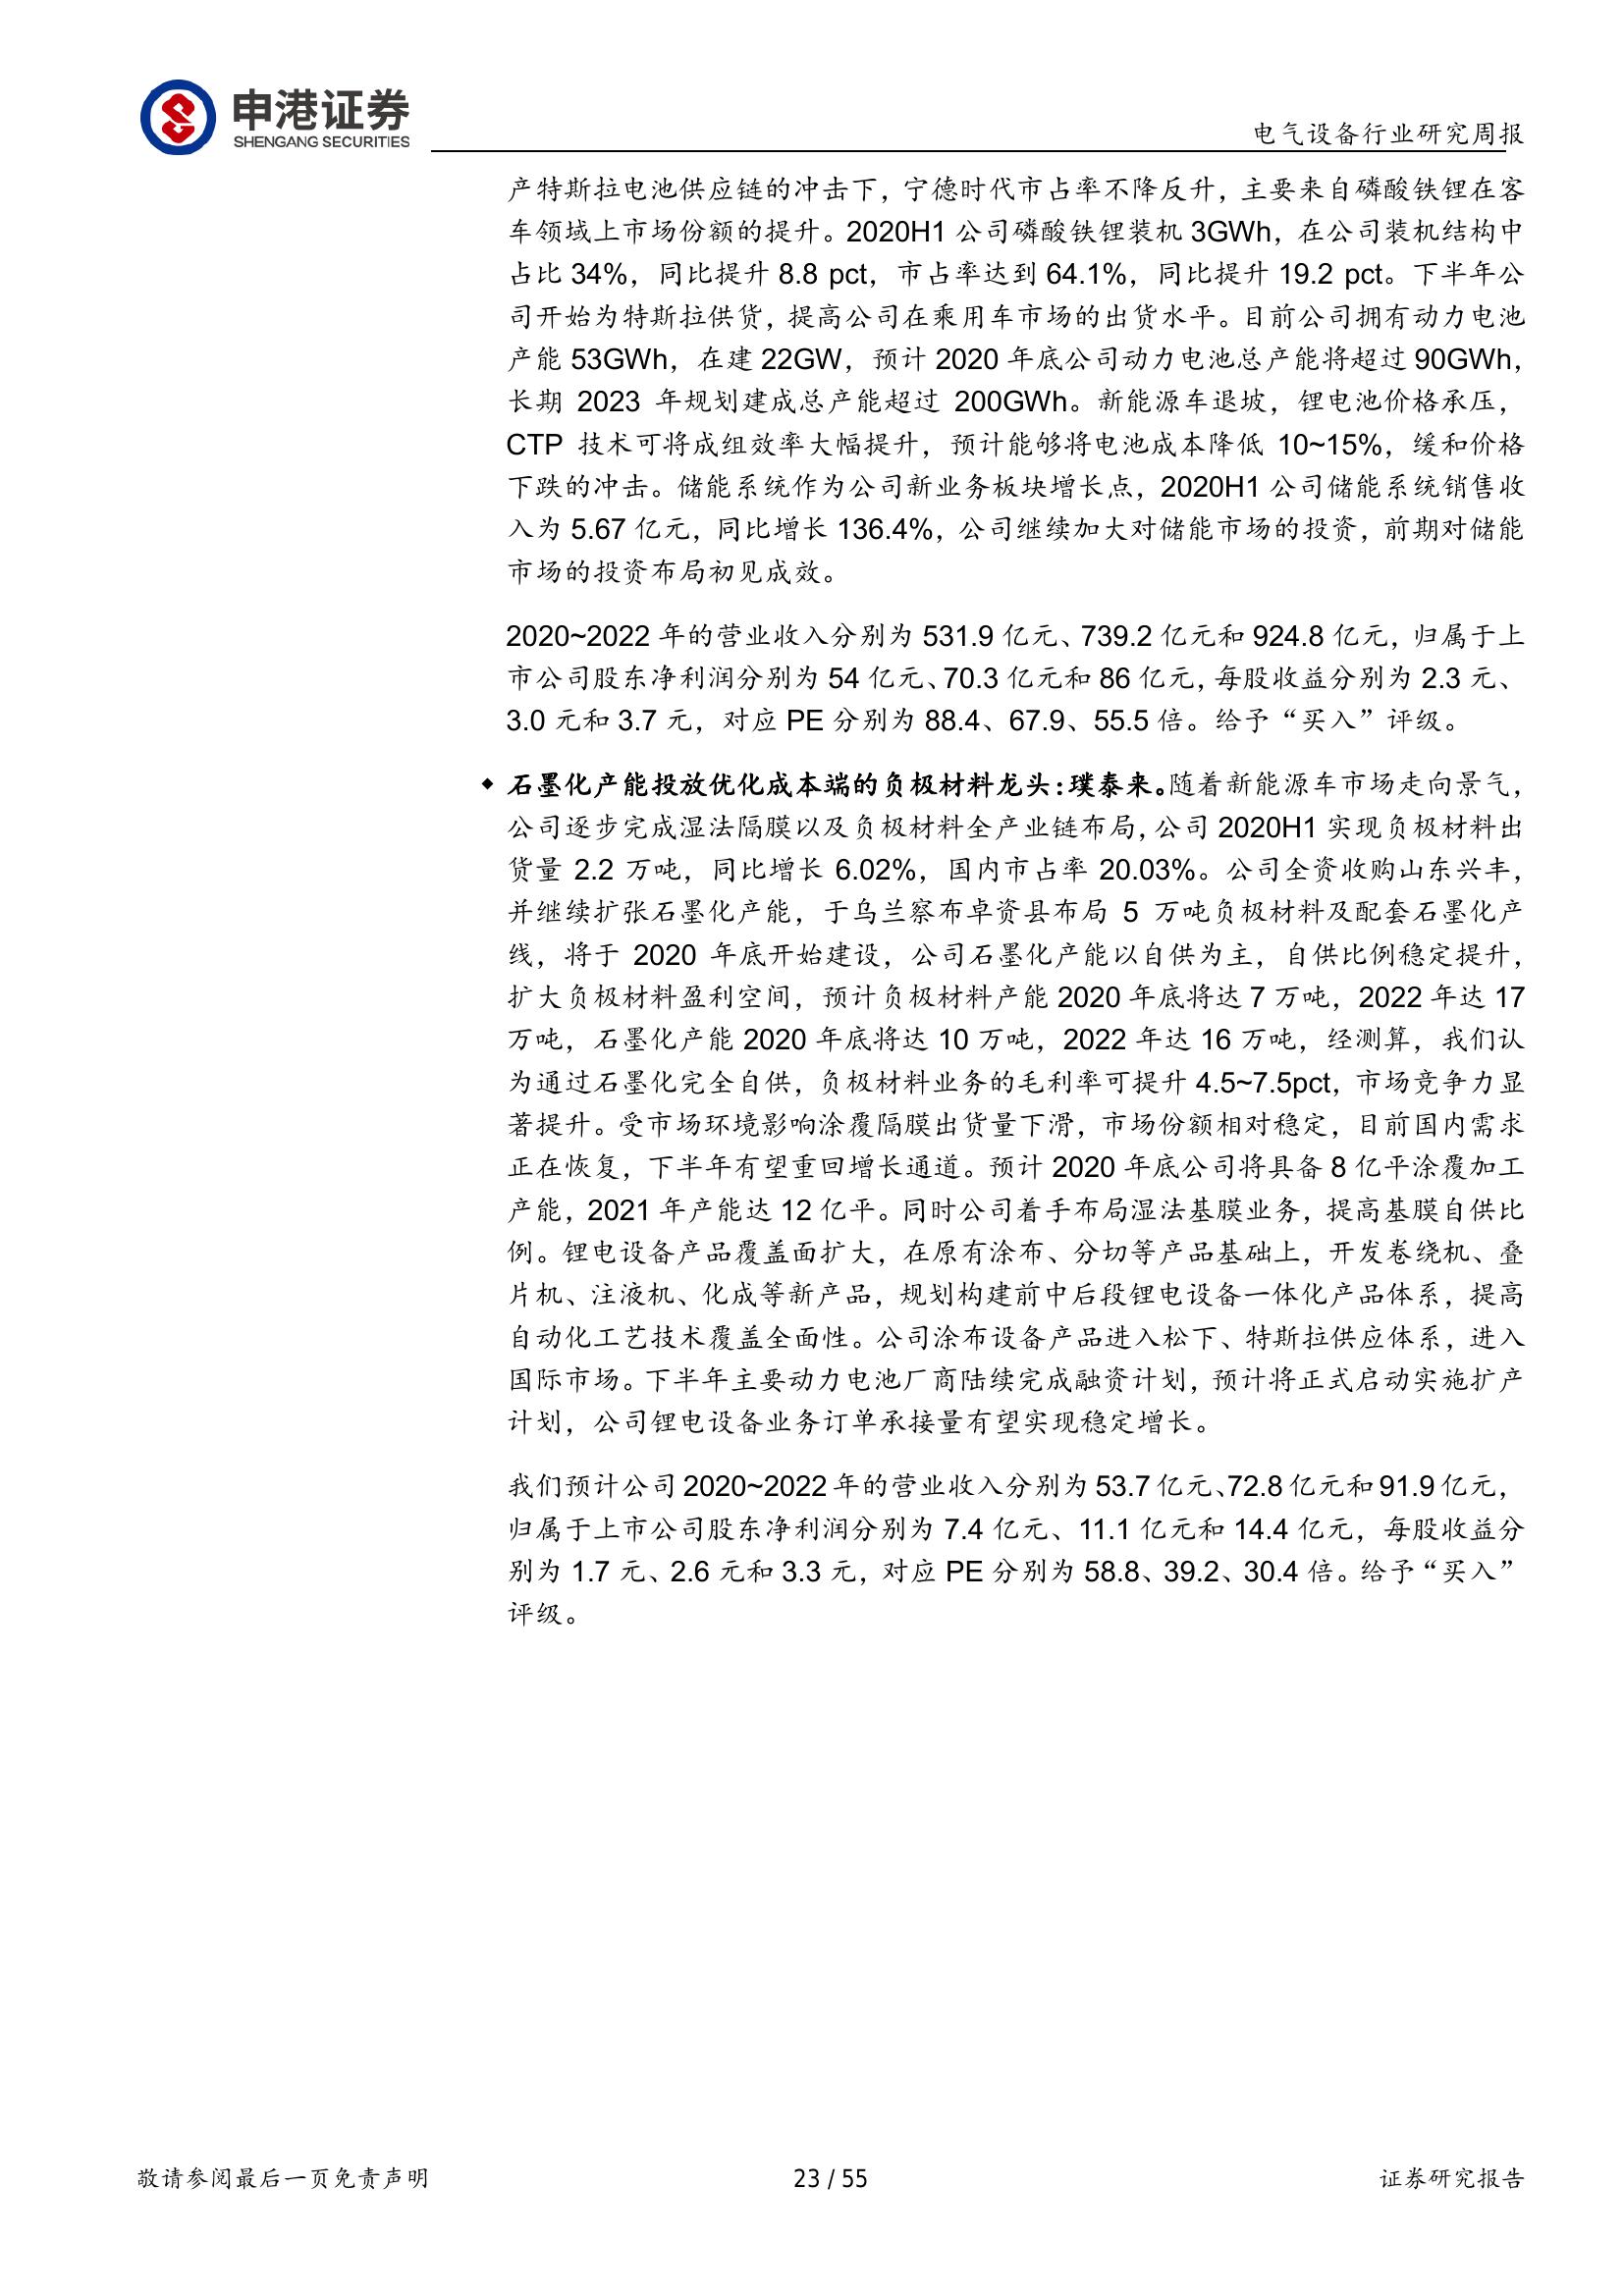 申港证券
SHENGANG SECURITIES
电气设备行业研究周报
产特斯拉电池供应链的冲击下，宁德时代市占率不降反升，主要来自磷酸铁锂在客
车领域上市场份额的提升。2020H1 公司磷酸铁锂装机 3GWh，在公司装机结构中
占比 34%，同比提升 8.8 pct，市占率达到 64.1%，同比提升 19.2 pct。下半年公
司开始为特斯拉供货，提高公司在乘用车市场的出货水平。目前公司拥有动力电池
产能 53GWh，在建 22GW，预计 2020 年底公司动力电池总产能将超过 90GWh，
长期 2023 年规划建成总产能超过 200GWh。新能源车退坡，锂电池价格承压，
CTP 技术可将成组效率大幅提升，预计能够将电池成本降低 10~15%，缓和价格
下跌的冲击。储能系统作为公司新业务板块增长点，2020H1 公司储能系统销售收
入为 5.67 亿元，同比增长 136.4%，公司继续加大对储能市场的投资，前期对储能
市场的投资布局初见成效。
2020~2022 年的营业收入分别为 531.9 亿元、739.2 亿元和 924.8 亿元，归属于上
市公司股东净利润分别为 54 亿元、70.3 亿元和 86 亿元，每股收益分别为 2.3 元、
3.0 元和 3.7 元，对应 PE 分别为 88.4、67.9、55.5 倍。给予“买入”评级。
◆ 石墨化产能投放优化成本端的负极材料龙头：璞泰来。随着新能源车市场走向景气，
公司逐步完成湿法隔膜以及负极材料全产业链布局，公司 2020H1 实现负极材料出
货量 2.2 万吨，同比增长 6.02%，国内市占率 20.03%。公司全资收购山东兴丰，
并继续扩张石墨化产能，于乌兰察布卓资县布局 5 万吨负极材料及配套石墨化产
线，将于 2020 年底开始建设，公司石墨化产能以自供为主，自供比例稳定提升，
扩大负极材料盈利空间，预计负极材料产能 2020 年底将达 7 万吨，2022 年达 17
万吨，石墨化产能 2020 年底将达 10 万吨，2022 年达 16 万吨，经测算，我们认
为通过石墨化完全自供，负极材料业务的毛利率可提升 4.5~7.5pct，市场竞争力显
著提升。受市场环境影响涂覆隔膜出货量下滑，市场份额相对稳定，目前国内需求
正在恢复，下半年有望重回增长通道。预计 2020 年底公司将具备 8 亿平涂覆加工
产能，2021 年产能达 12 亿平。同时公司着手布局湿法基膜业务，提高基膜自供比
例。锂电设备产品覆盖面扩大，在原有涂布、分切等产品基础上，开发卷绕机、叠
片机、注液机、化成等新产品，规划构建前中后段锂电设备一体化产品体系，提高
自动化工艺技术覆盖全面性。公司涂布设备产品进入松下、特斯拉供应体系，进入
国际市场。下半年主要动力电池厂商陆续完成融资计划，预计将正式启动实施扩产
计划，公司锂电设备业务订单承接量有望实现稳定增长。
我们预计公司 2020~2022 年的营业收入分别为 53.7 亿元、72.8 亿元和 91.9 亿元，
归属于上市公司股东净利润分别为 7.4 亿元、11.1 亿元和 14.4 亿元，每股收益分
别为 1.7 元、2.6 元和 3.3 元，对应 PE 分别为 58.8、39.2、30.4 倍。给予“买入”
评级。
敬请参阅最后一页免责声明
23 / 55
证券研究报告